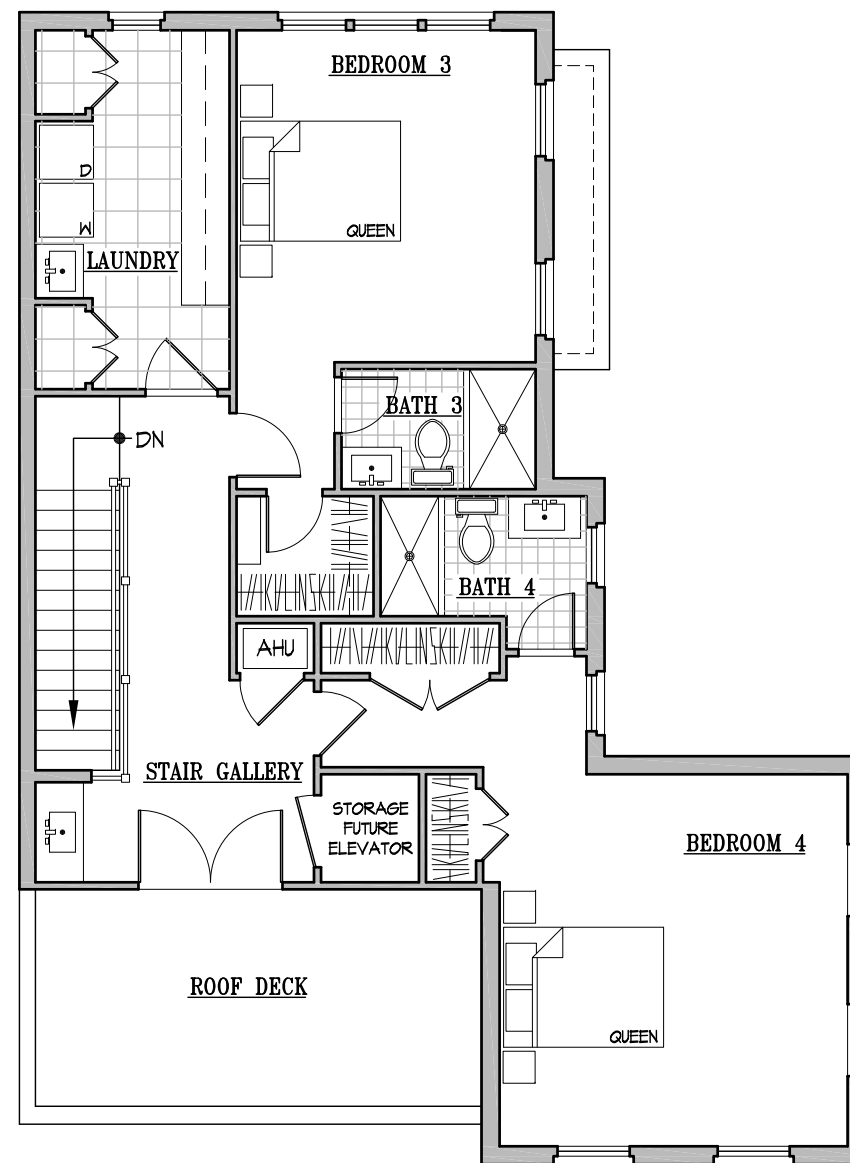 BEDROOM 3
D
W
QUEEN
LAUNDRY
BATH 3
DN
BATH 4
AHU
STAIR GALLERY
STORAGE
FUTURE
ELEVATOR
BEDROOM 4
ROOF DECK
QUEEN